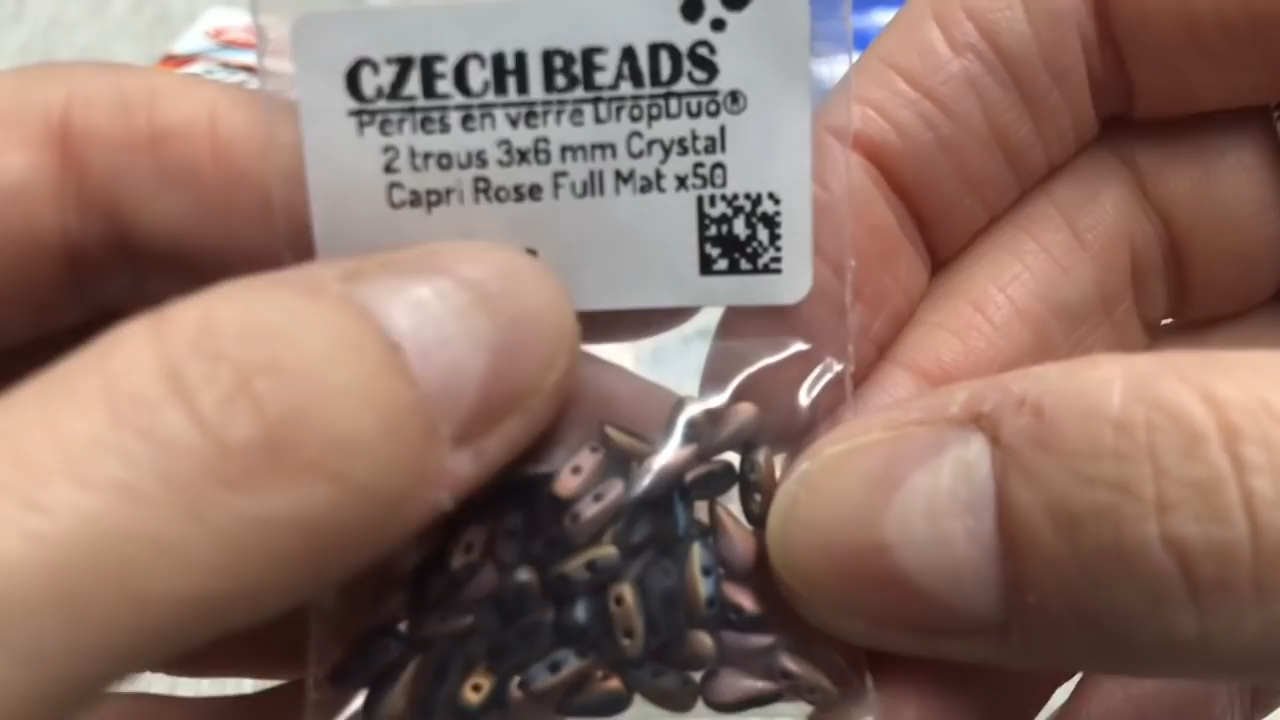 CZECH BEADS
Perles en verre DropDuo®
2 trous 3x6 mm Crystal
Capri Rose Full Mat x50